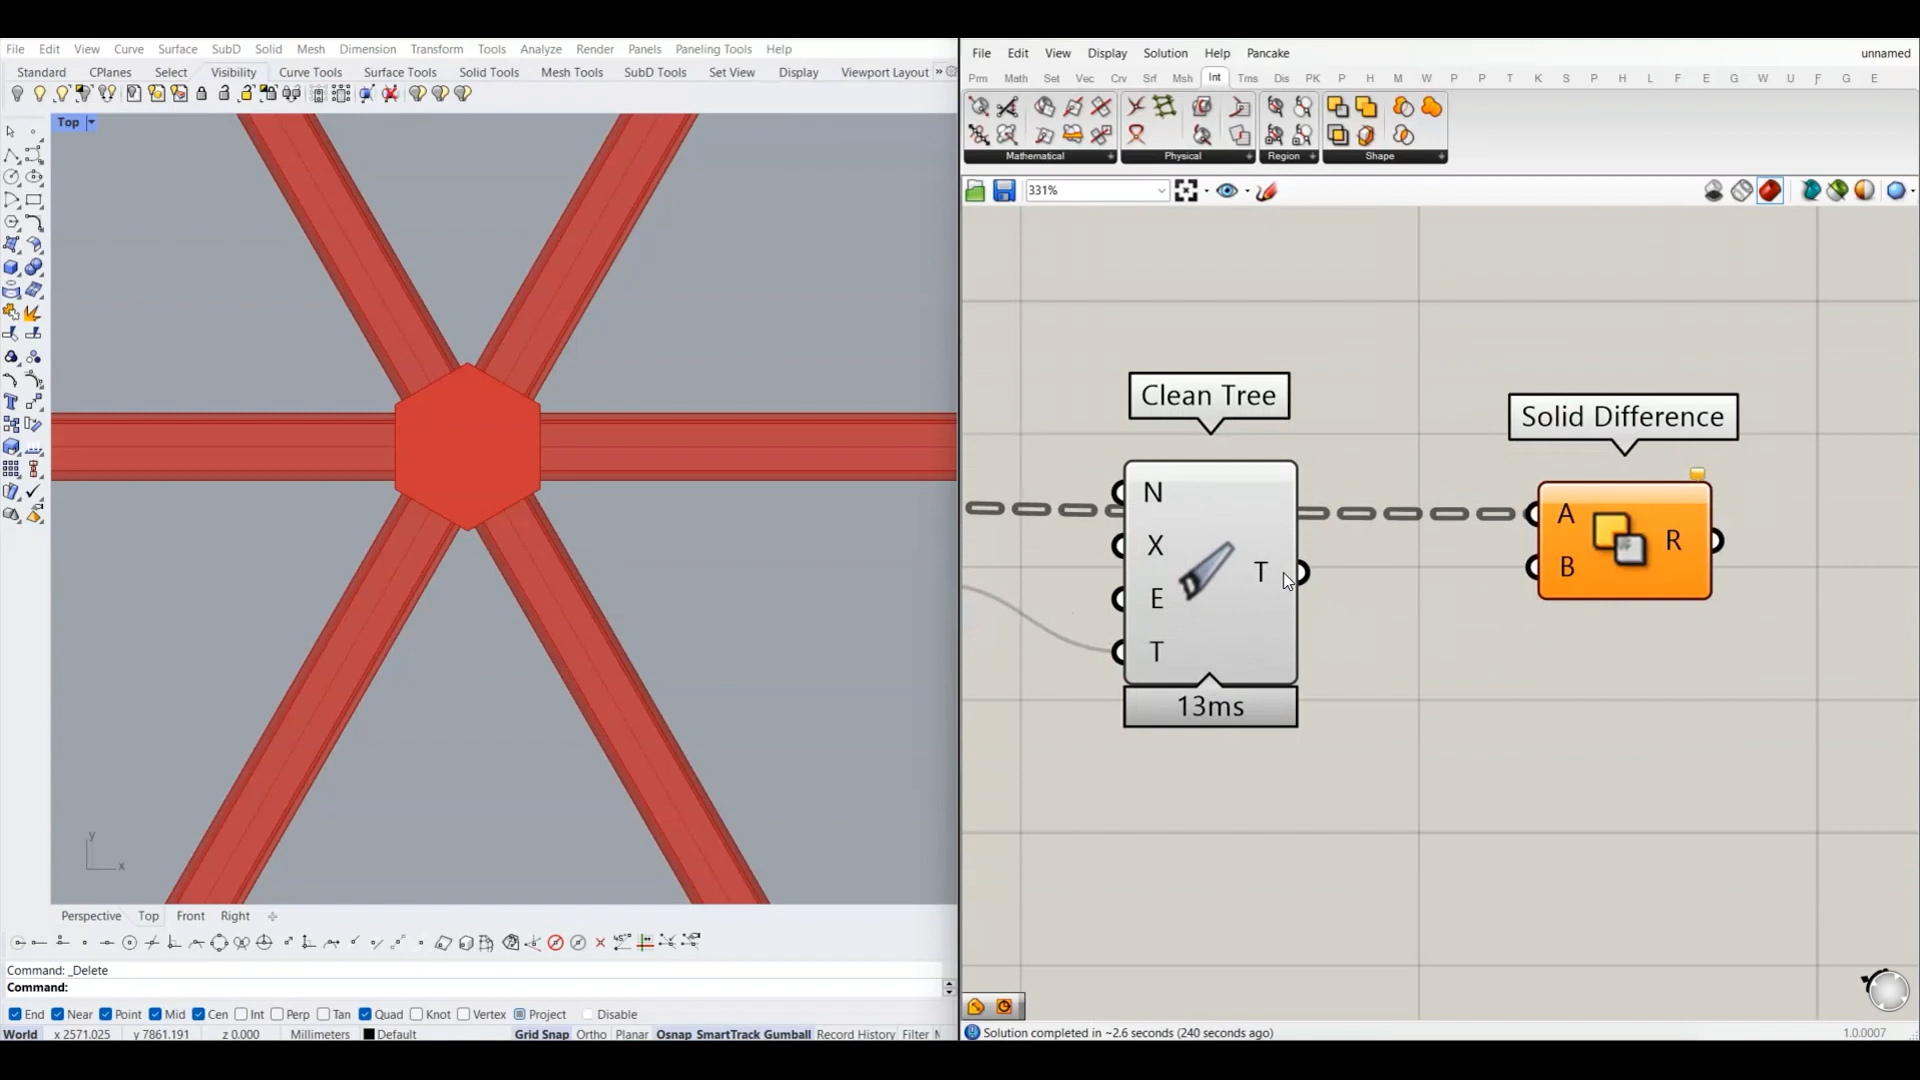 File Edit View Curve Surface SubD Solid Mesh Dimension Transform Tools Analyze Render Panels Paneling Tools Help
Standard CPlanes Select Visibility Curve Tools Surface Tools Solid Tools Mesh Tools SubD Tools Set View Display Viewport Layout »
Top
y
x
Perspective Top Front Right
Command: _Delete
Command:
End Near Point Mid Cen Int Perp Tan Quad Knot Vertex Project Disable
World x 2571.025 y 7861.191 z 0.000 Millimeters Default Grid Snap Ortho Planar Osnap SmartTrack Gumball Record History Filter
File Edit View Display Solution Help Pancake unnamed
Prm Math Set Vec Crv Srf Msh Int Trns Dis PK P H M W P P T K S P H L F E G W U F G E
Mathematical Physical Region Shape
331%
Clean Tree
N
X
E
T
T
13ms
Solid Difference
A
B
R
Solution completed in ~2.6 seconds (240 seconds ago) 1.0.0007